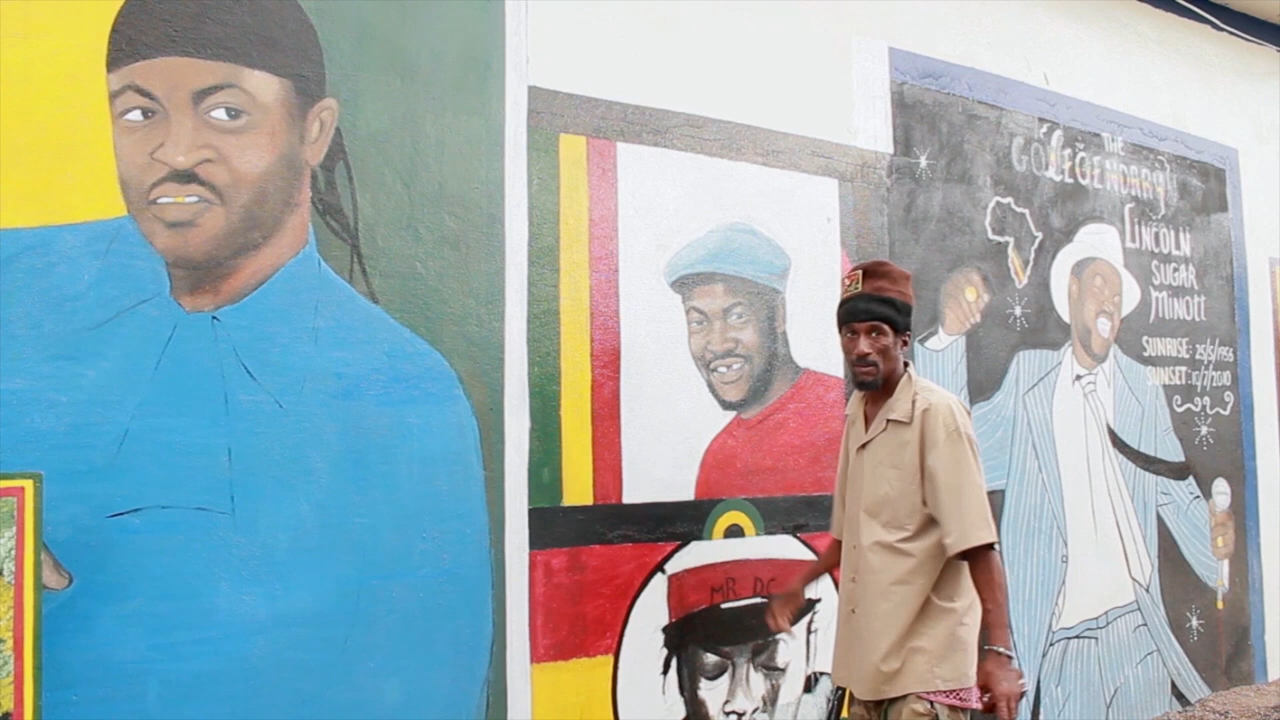 THE
LEGENDARY
LINCOLN
SUGAR
MINOTT
SUNRISE: 25/5/1956
SUNSET: 10/7/2010
MR. DC